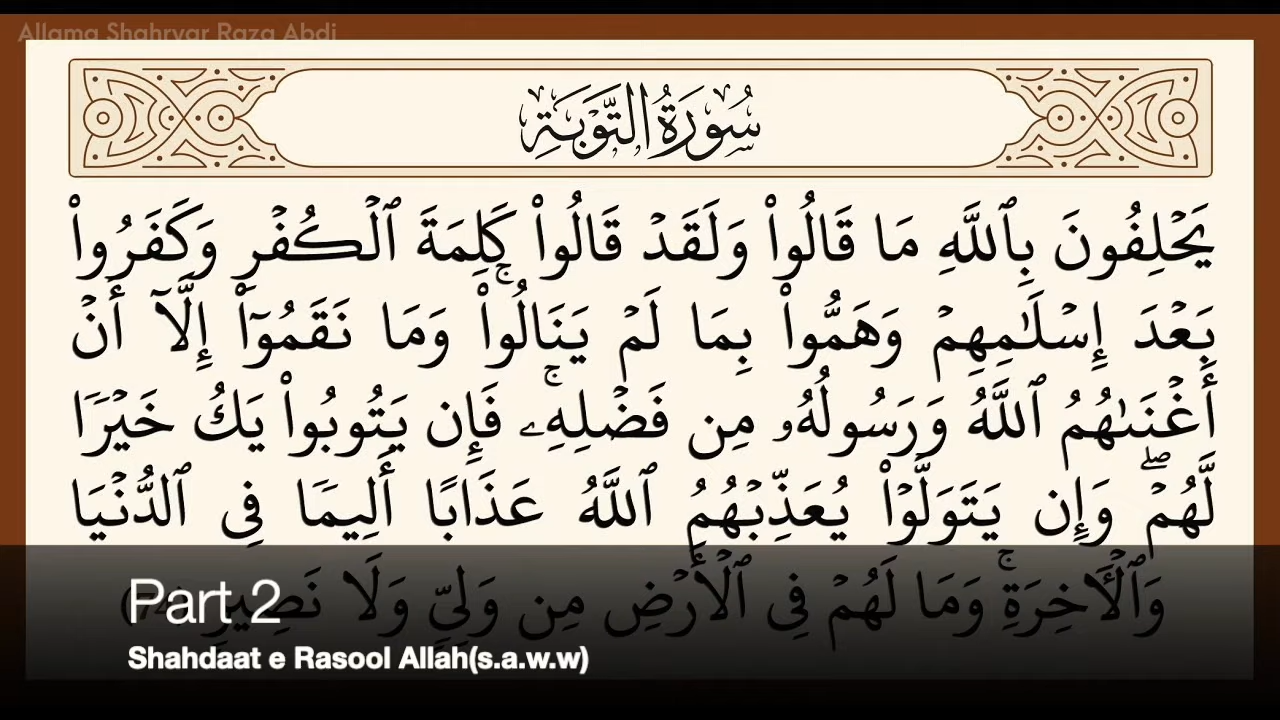 Allama Shahryar Raza Abdi
سُورَةُ التَّوۡبَةِ
يَحۡلِفُونَ بِٱللَّهِ مَا قَالُواْ وَلَقَدۡ قَالُواْ كَلِمَةَ ٱلۡكُفۡرِ وَكَفَرُواْ
بَعۡدَ إِسۡلَٰمِهِمۡ وَهَمُّواْ بِمَا لَمۡ يَنَالُواْۚ وَمَا نَقَمُوٓاْ إِلَّآ أَنۡ
أَغۡنَىٰهُمُ ٱللَّهُ وَرَسُولُهُۥ مِن فَضۡلِهِۦۚ فَإِن يَتُوبُواْ يَكُ خَيۡرٗا
لَّهُمۡۖ وَإِن يَتَوَلَّوۡاْ يُعَذِّبۡهُمُ ٱللَّهُ عَذَابًا أَلِيمٗا فِي ٱلدُّنۡيَا
وَٱلۡأٓخِرَةِۚ وَمَا لَهُمۡ فِي ٱلۡأَرۡضِ مِن وَلِيّٖ وَلَا نَصِيرٖ
Part 2
Shahdaat e Rasool Allah(s.a.w.w)